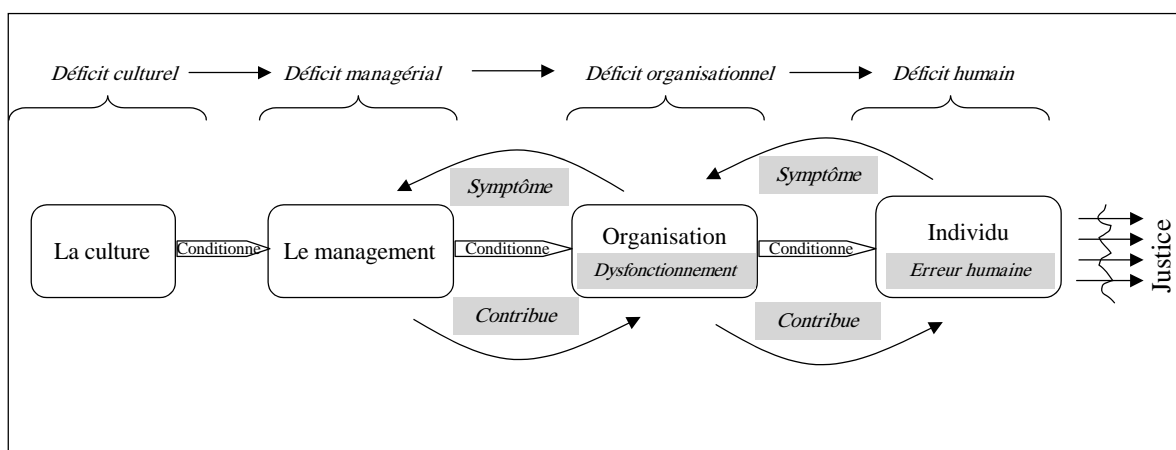 Déficit culturel
Déficit managérial
Déficit organisationnel
Déficit humain
Symptôme
Symptôme
La culture
Conditionne
Le management
Conditionne
Organisation
Dysfonctionnement
Conditionne
Individu
Erreur humaine
Justice
Contribue
Contribue